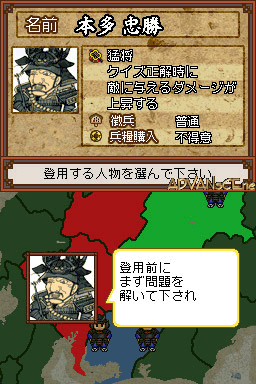 名前 本多忠勝
猛将
クイズ正解時に
敵に与えるダメージが
上昇する
徴兵 普通
兵糧購入 不得意
登用する人物を選んで下さい
ADVANSCENE
登用前に
まず問題を
解いて下され